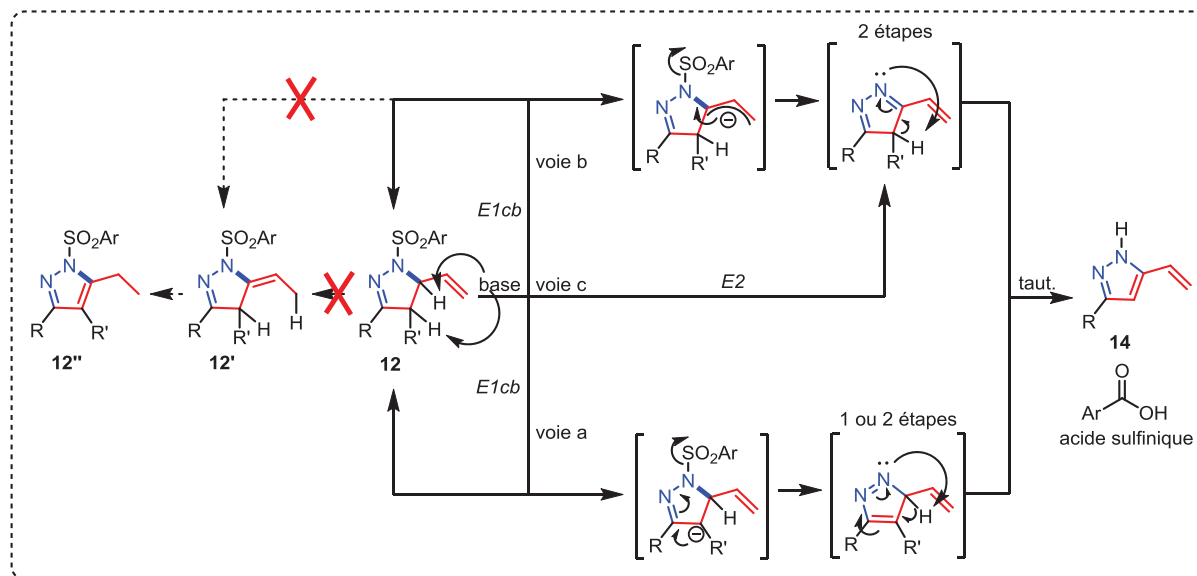 2 étapes
SO2Ar
N
N
R
R'
H
⊖
N
N
R
R'
H
voie b
E1cb
SO2Ar
N
N
R
R'
12''
SO2Ar
N
N
R
R'
H
H
12'
SO2Ar
N
N
R
R'
H
H
12
base
voie c
E2
taut.
H
N
N
R
14
O
Ar
OH
acide sulfinique
E1cb
voie a
1 ou 2 étapes
SO2Ar
N
N
R
R'
H
⊖
N
N
R
R'
H